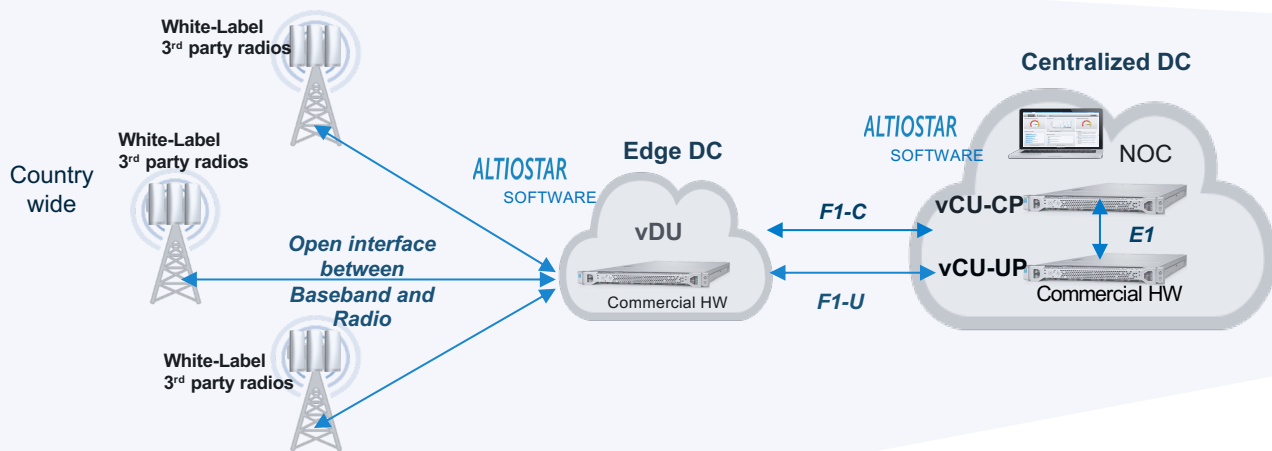 White-Label
3rd party radios
White-Label
3rd party radios
Country
wide
White-Label
3rd party radios
Open interface
between
Baseband and
Radio
ALTIOSTAR
SOFTWARE
Edge DC
vDU
Commercial HW
F1-C
F1-U
Centralized DC
ALTIOSTAR
SOFTWARE
NOC
vCU-CP
E1
vCU-UP
Commercial HW